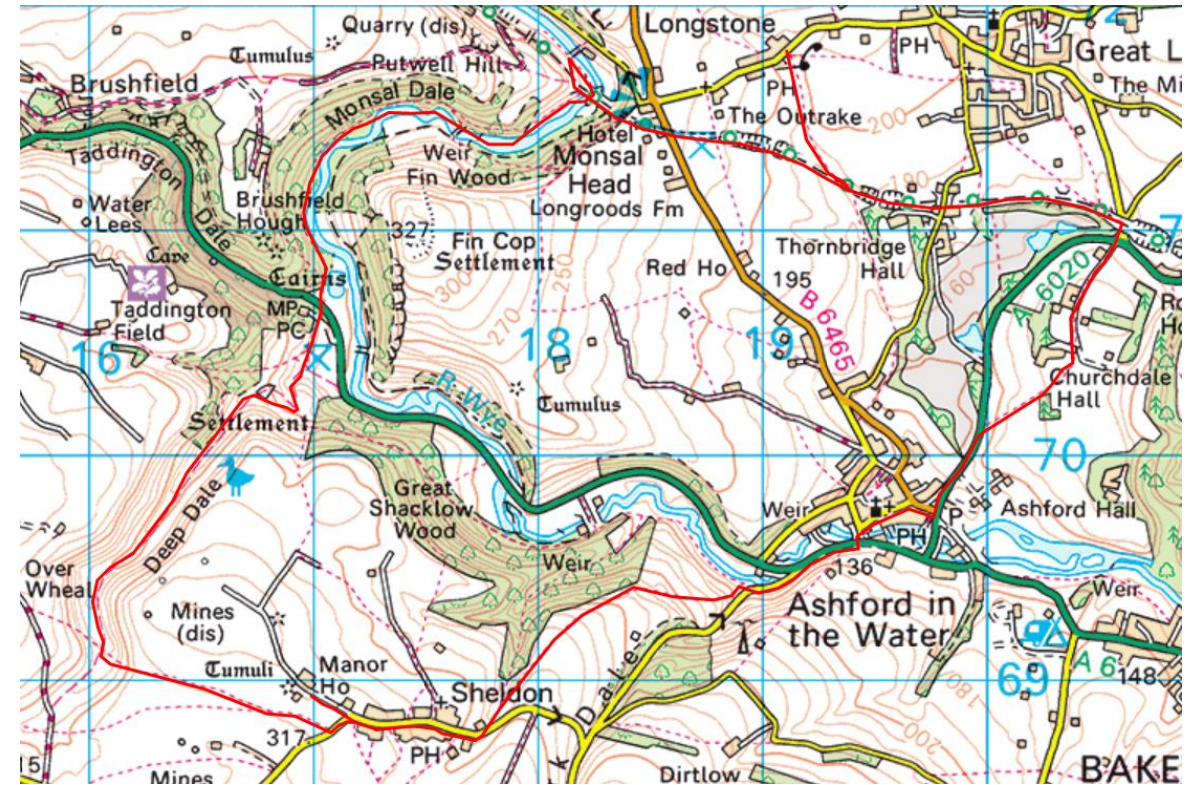 Quarry (dis)
Longstone
PH
Great L
Tumulus
Putwell Hill
The Mi
Brushfield
Monsal Dale
PH
The Outrake
200
Taddington
Dale
Weir
Fin Wood
Hotel
Monsal
Head
Longroods Fm
180
Water
Lees
Brushfield
Hough
327
Fin Cop
Settlement
Thornbridge
Hall
7
Cave
Cairns
300
250
Red Ho
195
60
A 6020
Taddington
Field
MP
PC
270
B 6465
Ro
Ho
16
18
19
Churchdale
Hall
R Wye
Tumulus
Settlement
70
Deep Dale
Great
Shacklow
Wood
Weir
P
Ashford Hall
PH
Over
Wheal
Weir
136
Weir
Mines
(dis)
Ashford in
the Water
Tumuli
Manor
Ho
Sheldon
Dale
180
69
A 6
148
317
PH
200
15
Mines
k
Dirtlow
BAKE